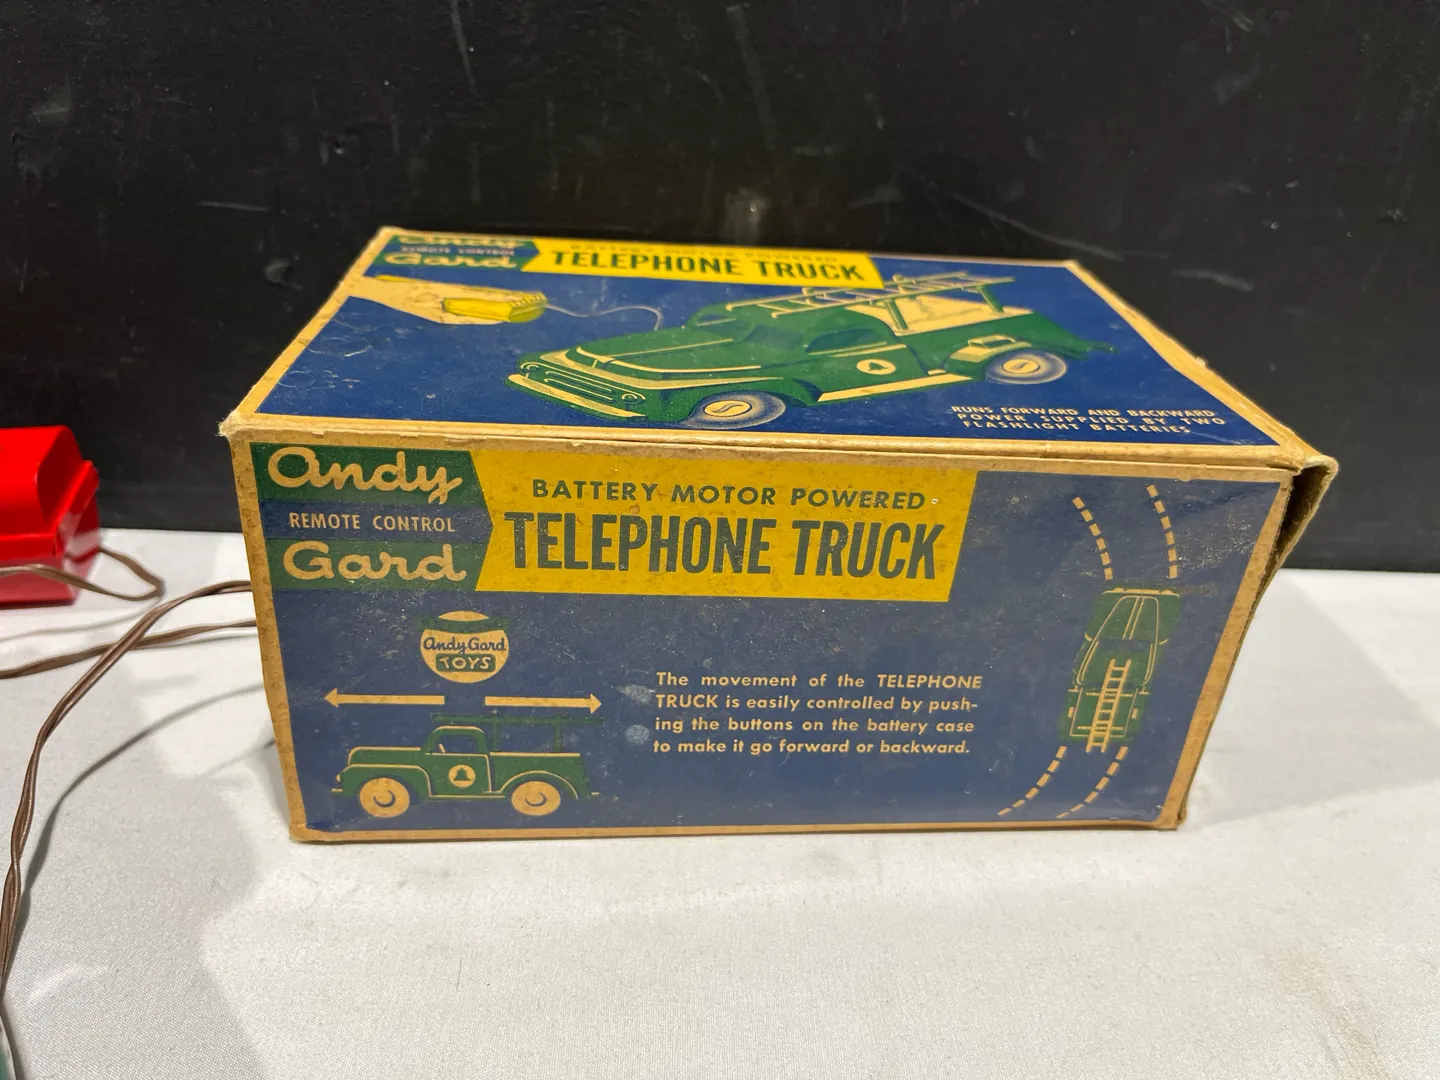 Andy
REMOTE CONTROL
Gard
BATTERY MOTOR POWERED
TELEPHONE TRUCK
RUNS FORWARD AND BACKWARD
POWER SUPPLIED BY TWO
FLASHLIGHT BATTERIES
Andy
REMOTE CONTROL
Gard
BATTERY MOTOR POWERED
TELEPHONE TRUCK
Andy Gard
TOYS
The movement of the TELEPHONE
TRUCK is easily controlled by push-
ing the buttons on the battery case
to make it go forward or backward.